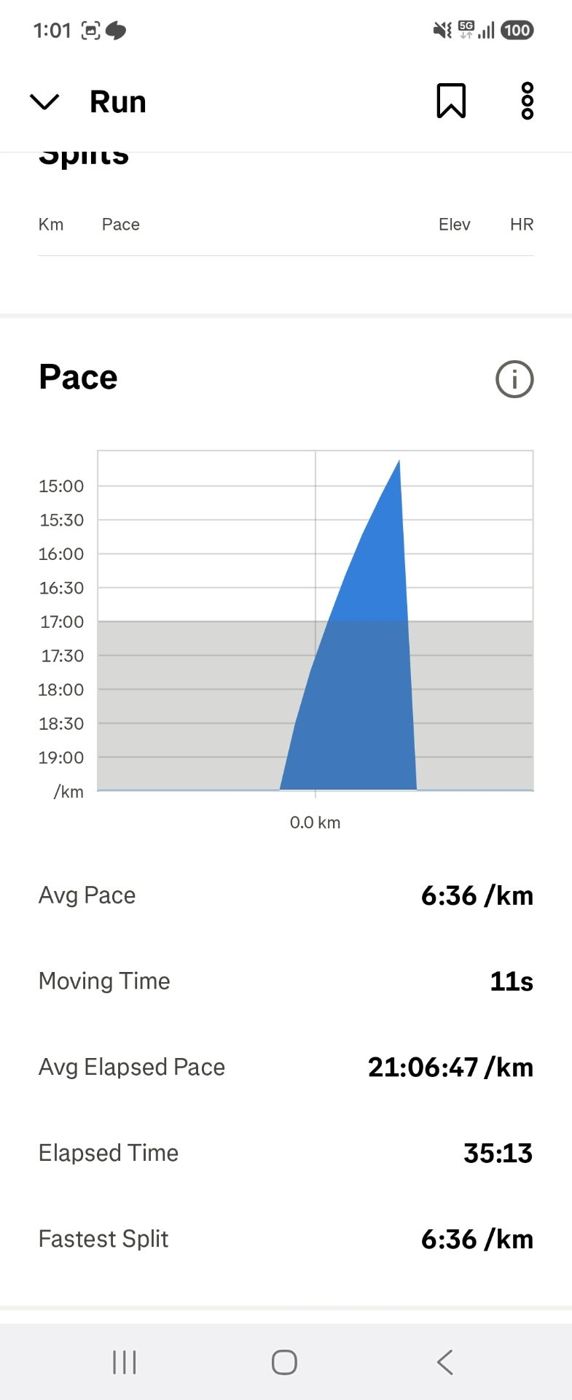 1:01 5G 100
Run
Splits
Km Pace Elev HR
Pace
15:00
15:30
16:00
16:30
17:00
17:30
18:00
18:30
19:00
/km
0.0 km
Avg Pace 6:36 /km
Moving Time 11s
Avg Elapsed Pace 21:06:47 /km
Elapsed Time 35:13
Fastest Split 6:36 /km